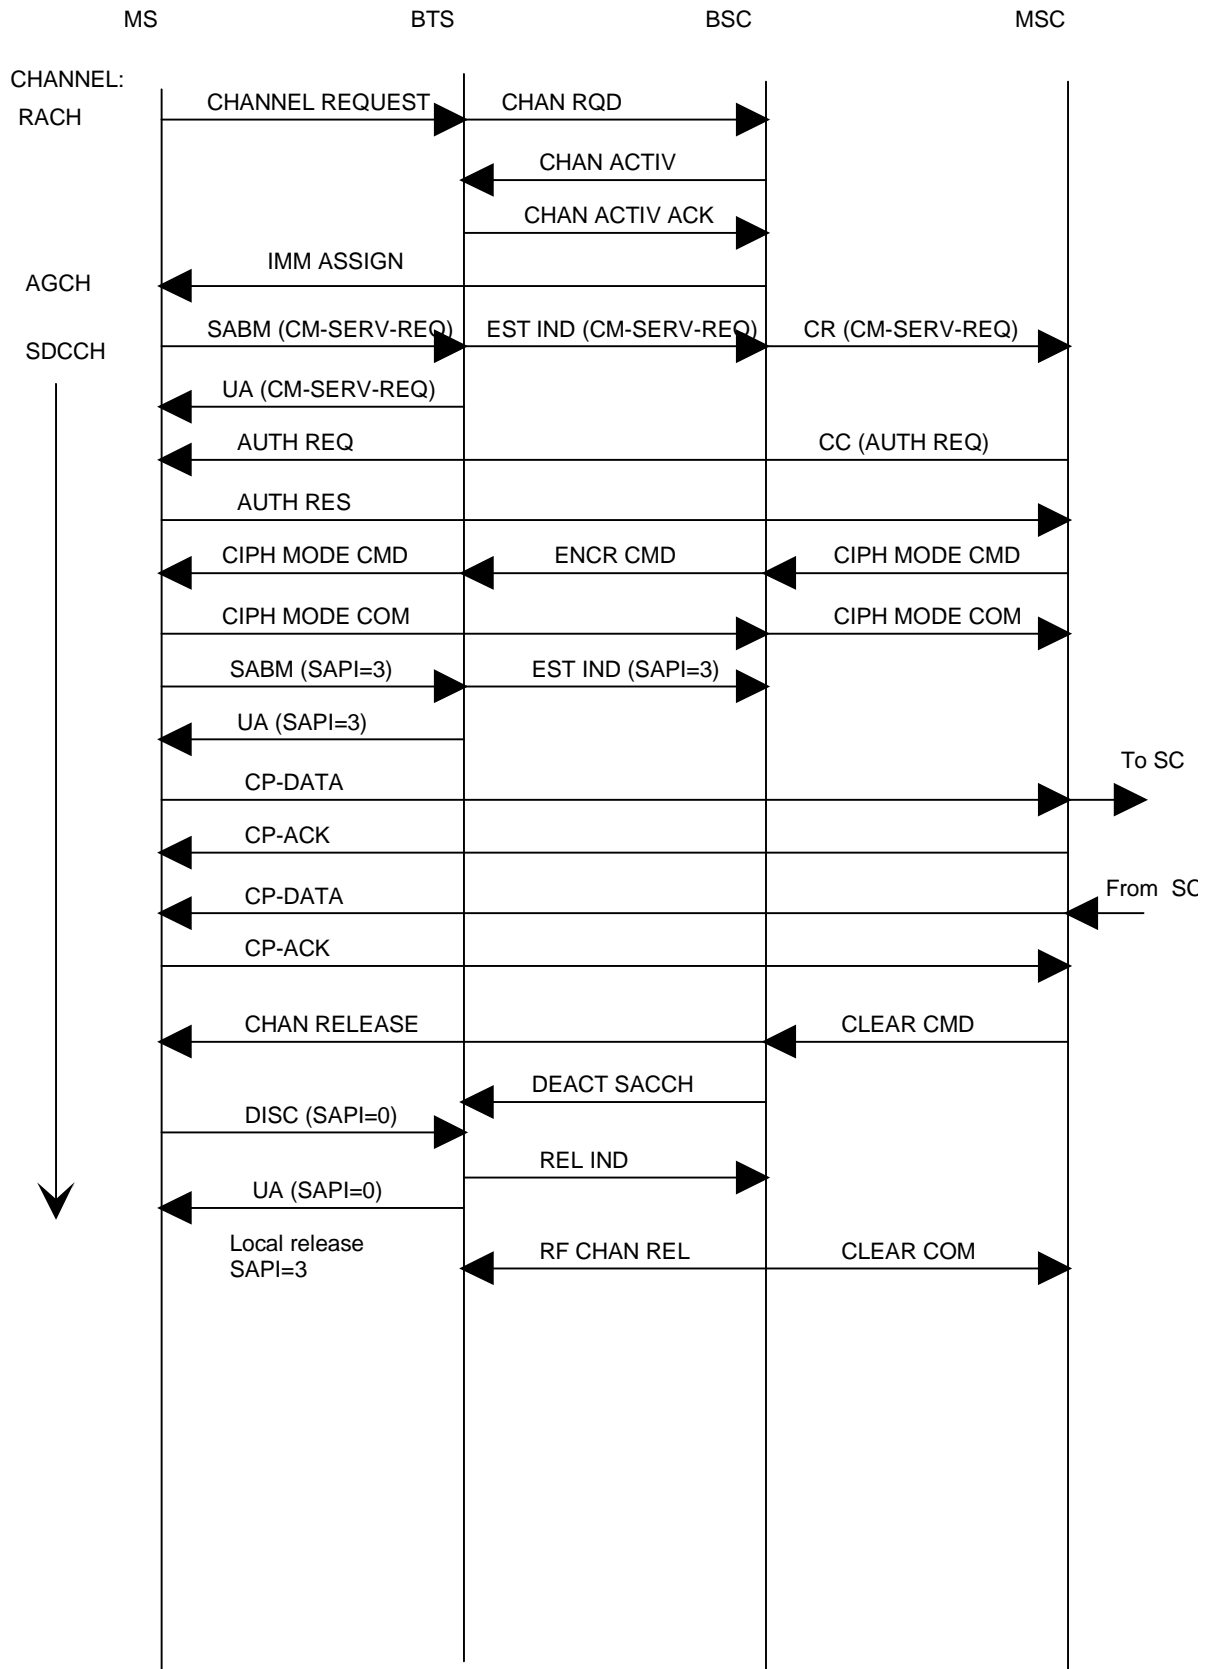 MS BTS BSC MSC
CHANNEL:
RACH CHANNEL REQUEST CHAN RQD
CHAN ACTIV
CHAN ACTIV ACK
AGCH IMM ASSIGN
SDCCH SABM (CM-SERV-REQ) EST IND (CM-SERV-REQ) CR (CM-SERV-REQ)
UA (CM-SERV-REQ)
AUTH REQ CC (AUTH REQ)
AUTH RES
CIPH MODE CMD ENCR CMD CIPH MODE CMD
CIPH MODE COM CIPH MODE COM
SABM (SAPI=3) EST IND (SAPI=3)
UA (SAPI=3)
To SC
CP-DATA
CP-ACK
From SC
CP-DATA
CP-ACK
CHAN RELEASE CLEAR CMD
DEACT SACCH
DISC (SAPI=0)
REL IND
UA (SAPI=0)
Local release RF CHAN REL CLEAR COM
SAPI=3